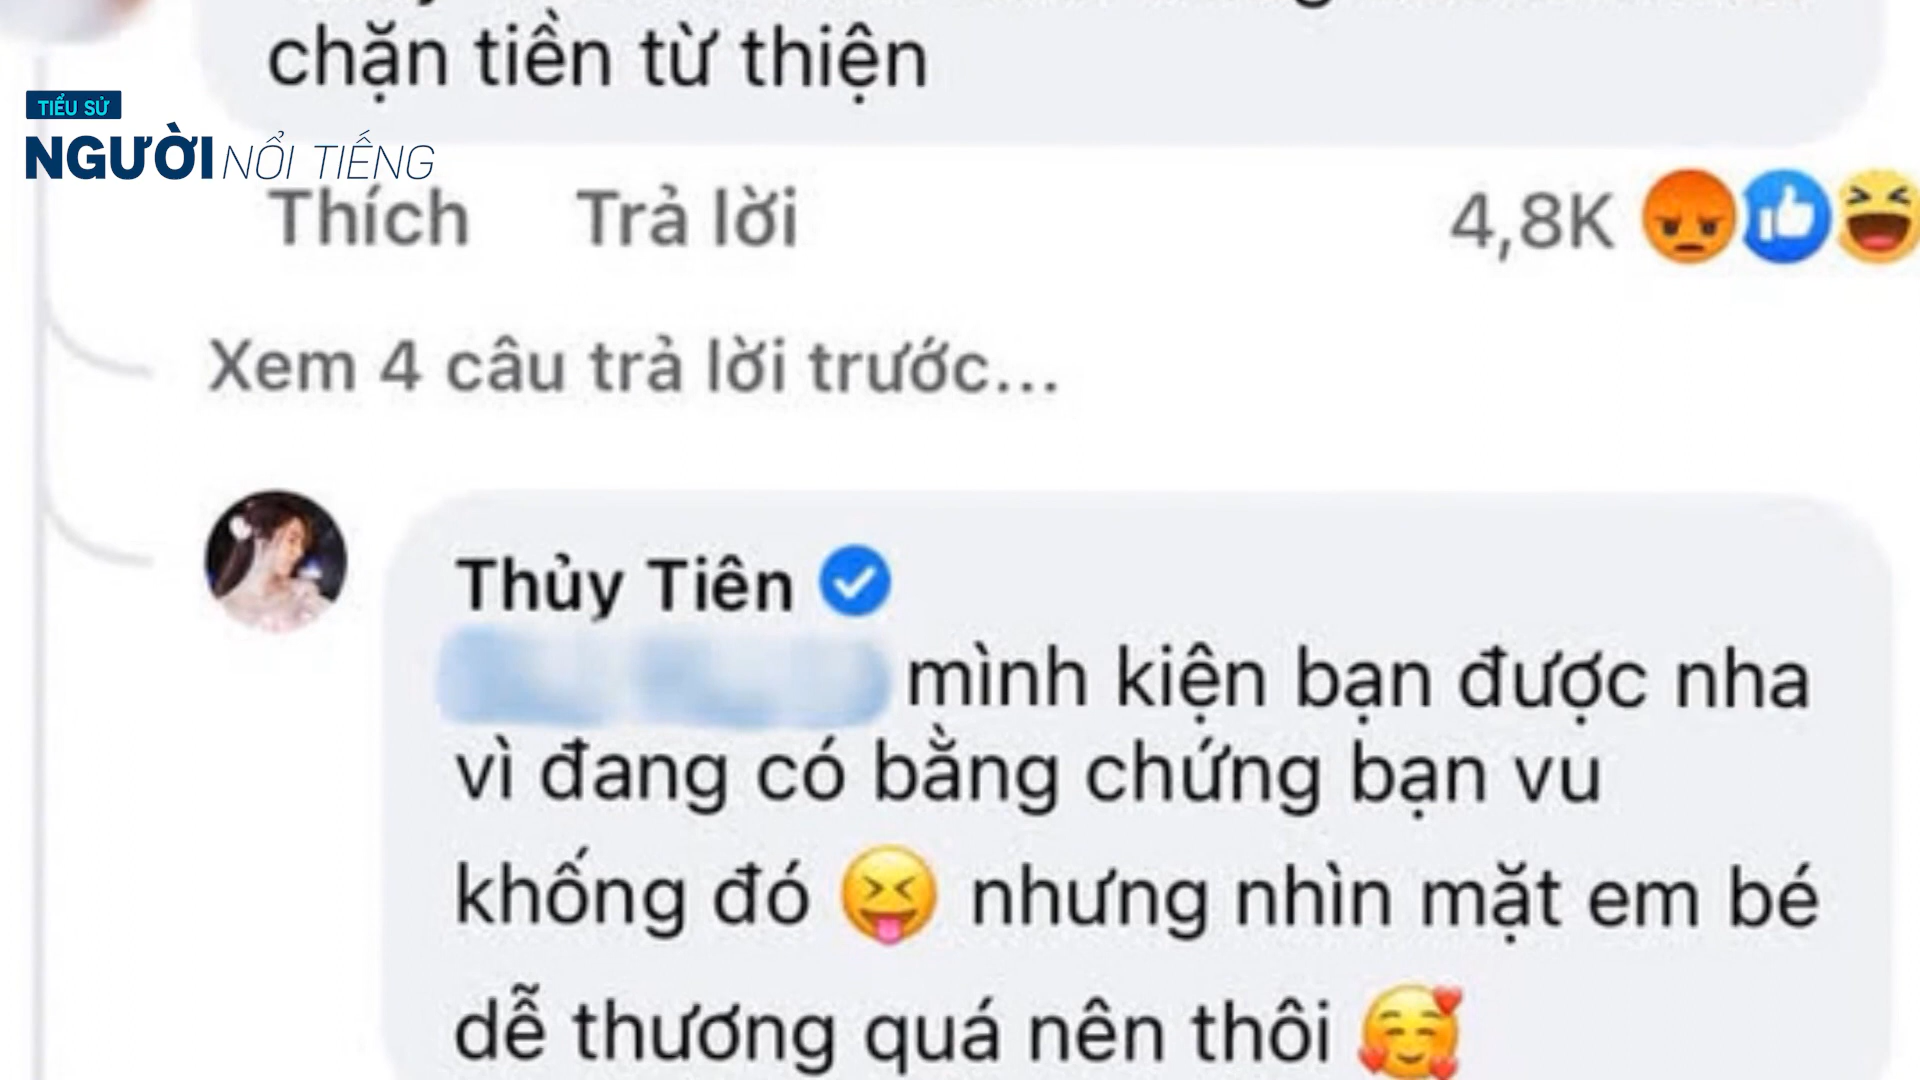 chặn tiền từ thiện
TIỂU SỬ
NGƯỜI NỔI TIẾNG
Thích Trả lời 4,8K
Xem 4 câu trả lời trước...
Thủy Tiên
mình kiện bạn được nha
vì đang có bằng chứng bạn vu
khống đó 😝 nhưng nhìn mặt em bé
dễ thương quá nên thôi 🥰